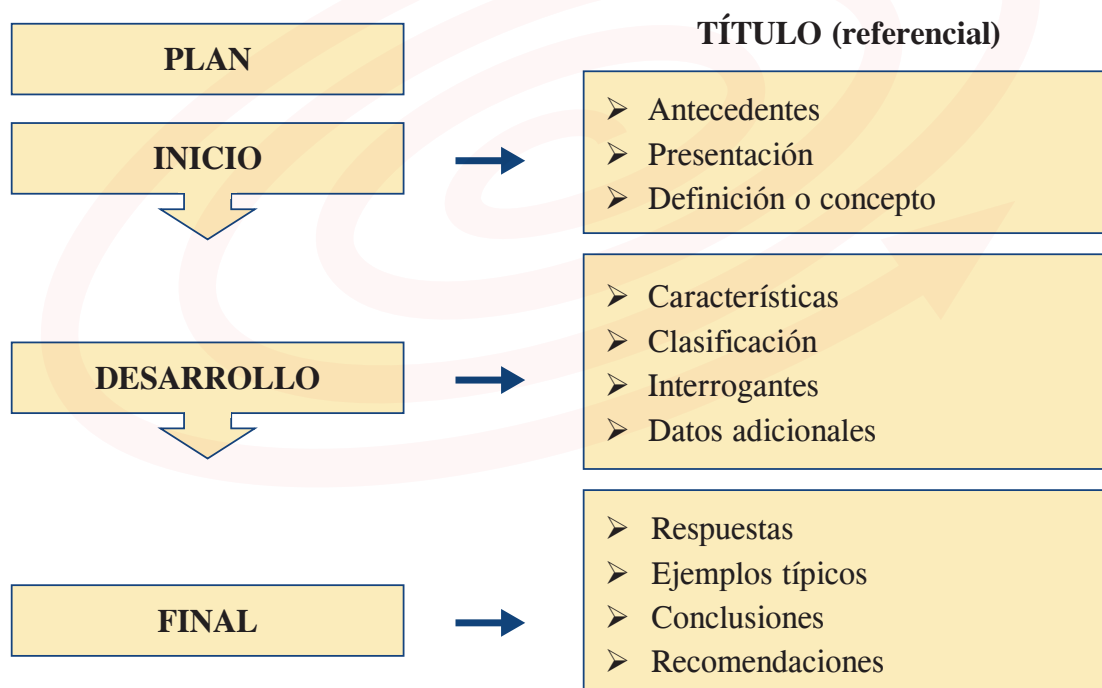 TÍTULO (referencial)
PLAN
INICIO
➤ Antecedentes
➤ Presentación
➤ Definición o concepto
DESARROLLO
➤ Características
➤ Clasificación
➤ Interrogantes
➤ Datos adicionales
FINAL
➤ Respuestas
➤ Ejemplos típicos
➤ Conclusiones
➤ Recomendaciones